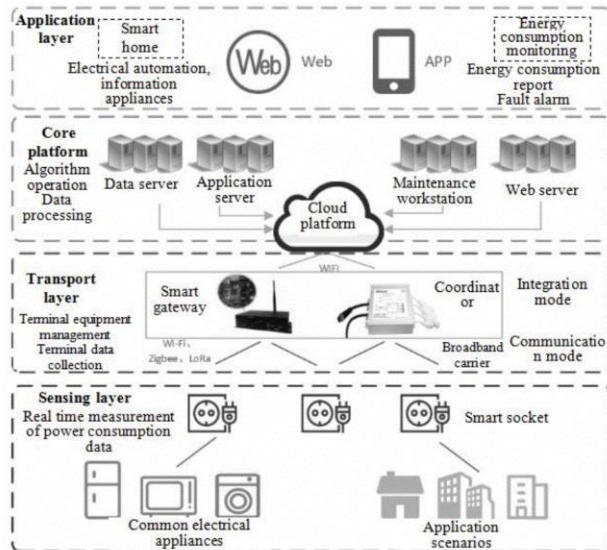 Application
layer
Smart
home
Electrical automation,
information
appliances
Web
Web
APP
Energy
consumption
monitoring
Energy consumption
report
Fault alarm
Core
platform
Algorithm
operation
Data
processing
Data server
Application
server
Cloud
platform
Maintenance
workstation
Web server
WIFI
Transport
layer
Terminal equipment
management
Terminal data
collection
Smart
gateway
Coordinat
or
Integration
mode
Wi-Fi、
Zigbee、LoRa
Broadband
carrier
Communicatio
n mode
Sensing layer
Real time measurement
of power consumption
data
Smart socket
Common electrical
appliances
Application
scenarios